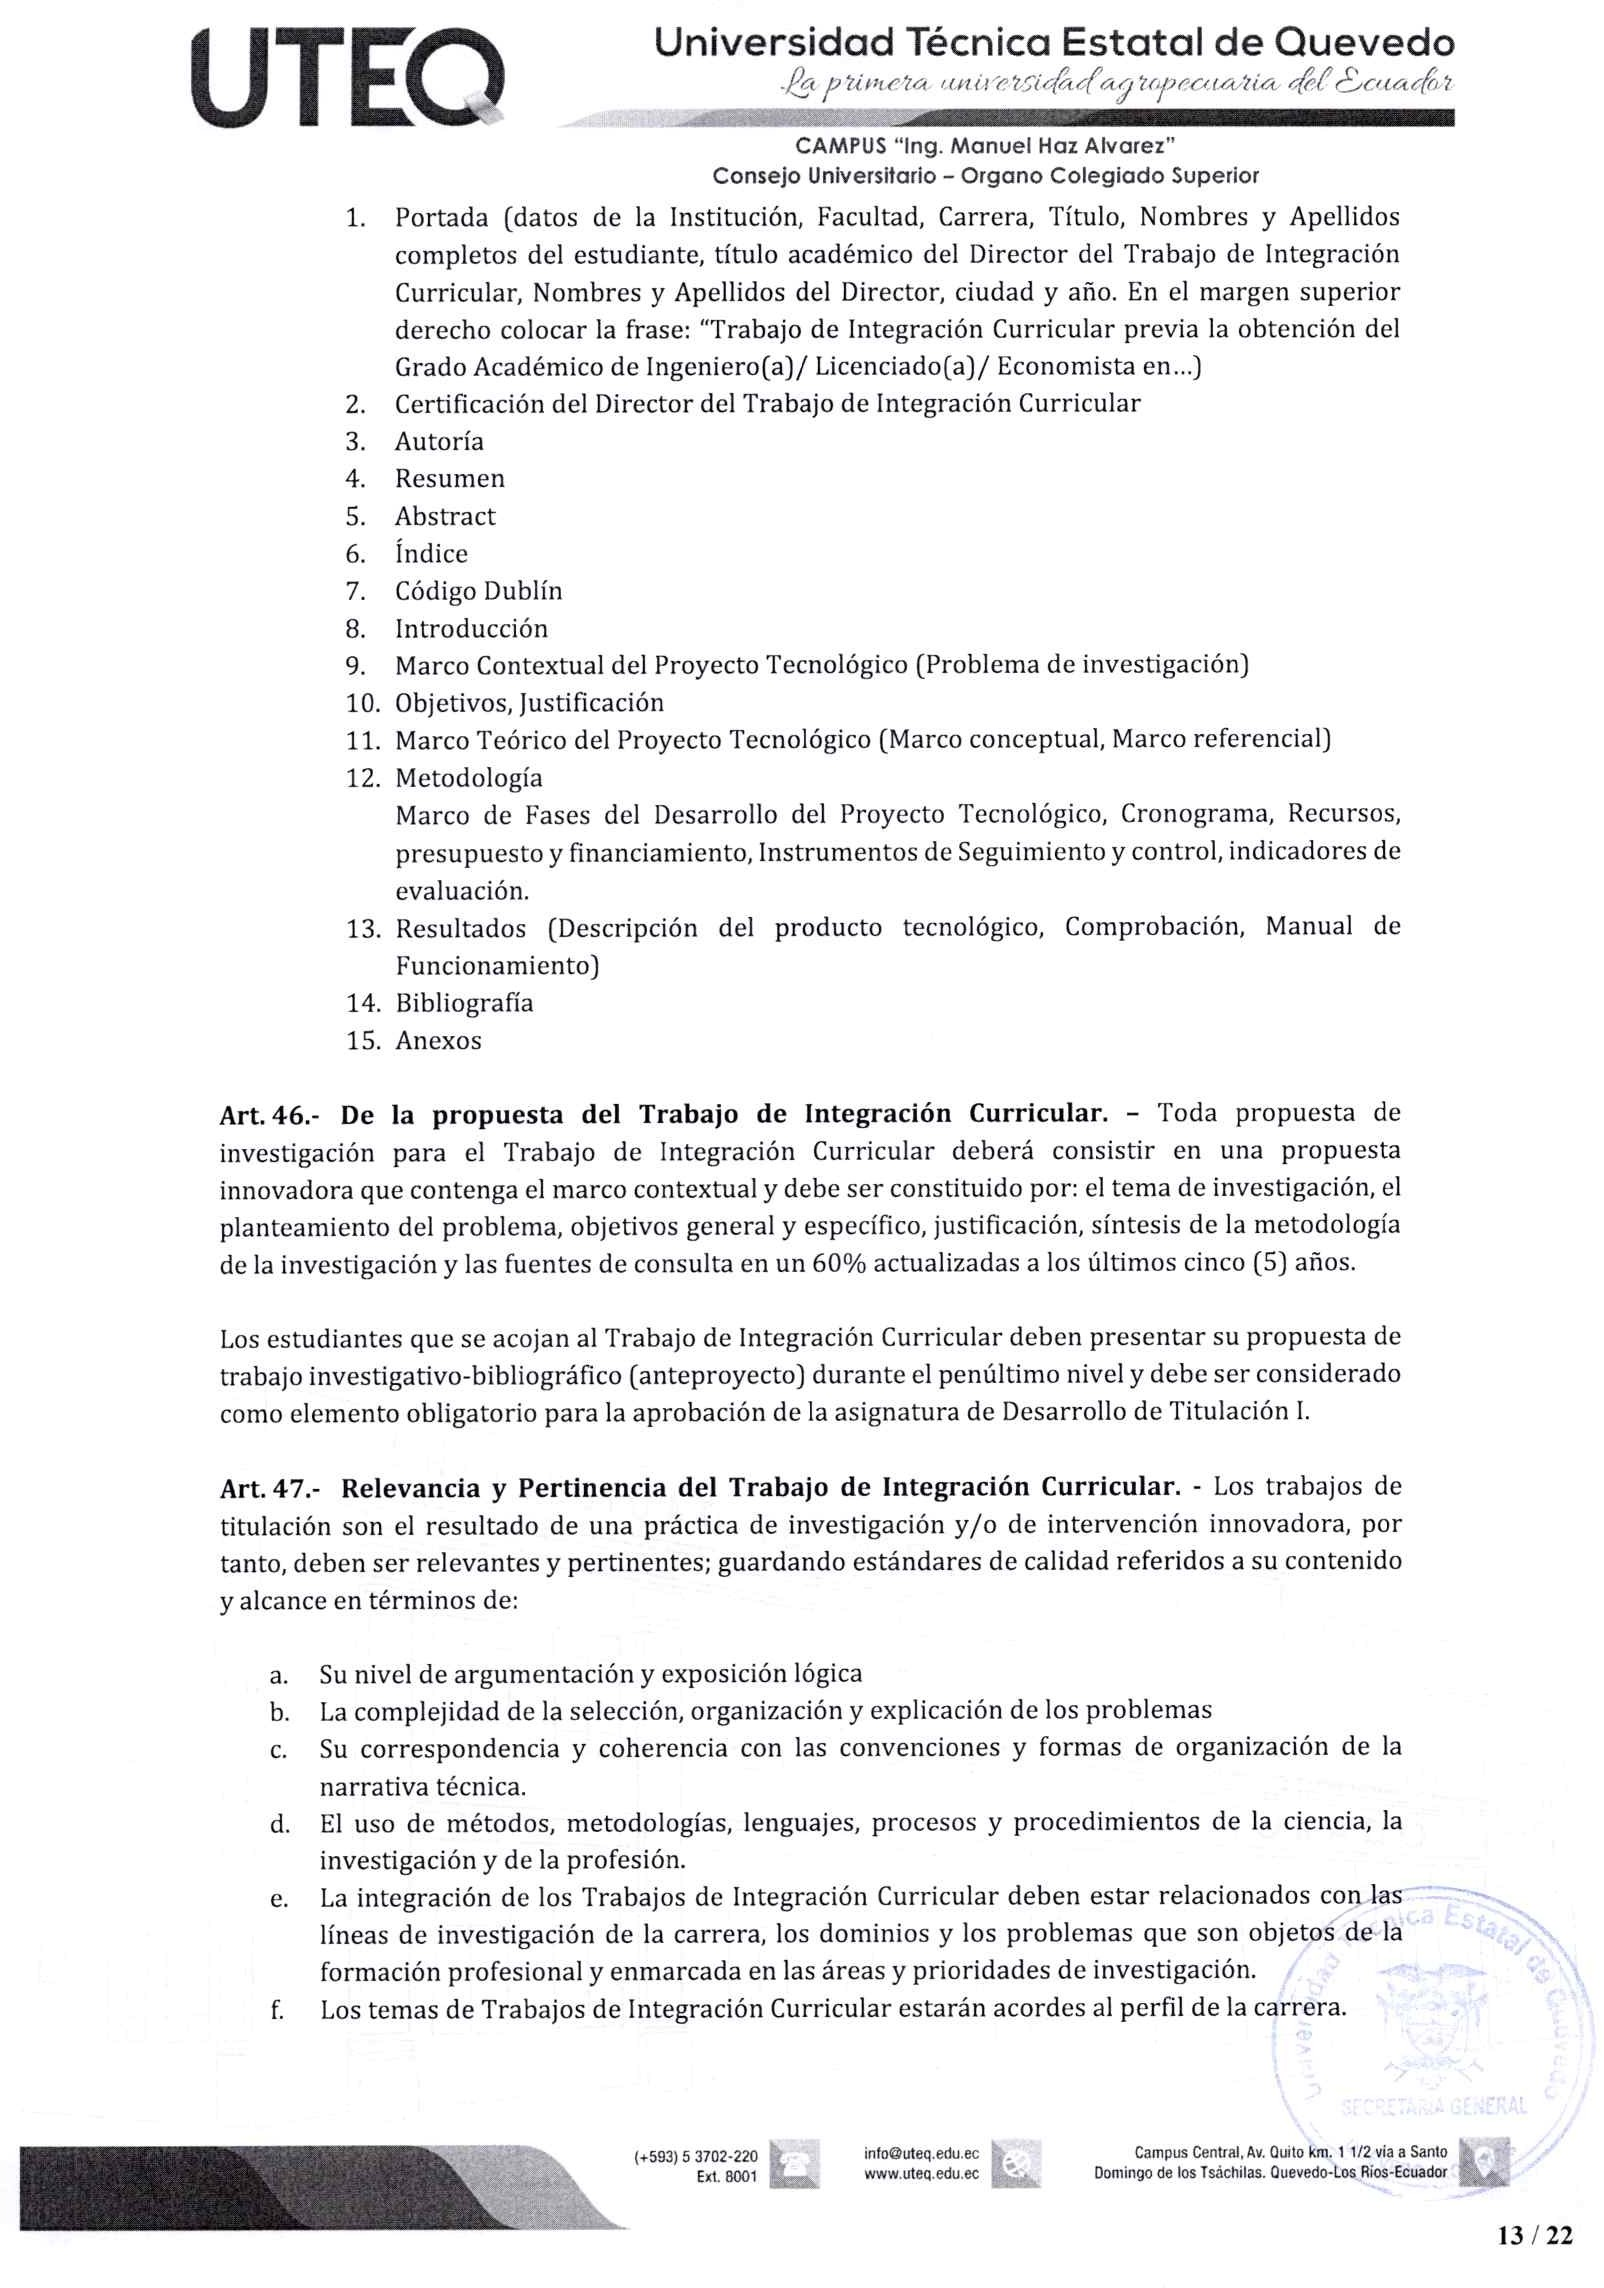 UTEQ
Universidad Técnica Estatal de Quevedo
La primera universidad agropecuaria del Ecuador
CAMPUS “Ing. Manuel Haz Alvarez”
Consejo Universitario – Organo Colegiado Superior
1. Portada (datos de la Institución, Facultad, Carrera, Título, Nombres y Apellidos
completos del estudiante, título académico del Director del Trabajo de Integración
Curricular, Nombres y Apellidos del Director, ciudad y año. En el margen superior
derecho colocar la frase: “Trabajo de Integración Curricular previa la obtención del
Grado Académico de Ingeniero(a)/ Licenciado(a)/ Economista en...)
2. Certificación del Director del Trabajo de Integración Curricular
3. Autoría
4. Resumen
5. Abstract
6. Índice
7. Código Dublín
8. Introducción
9. Marco Contextual del Proyecto Tecnológico (Problema de investigación)
10. Objetivos, Justificación
11. Marco Teórico del Proyecto Tecnológico (Marco conceptual, Marco referencial)
12. Metodología
Marco de Fases del Desarrollo del Proyecto Tecnológico, Cronograma, Recursos,
presupuesto y financiamiento, Instrumentos de Seguimiento y control, indicadores de
evaluación.
13. Resultados (Descripción del producto tecnológico, Comprobación, Manual de
Funcionamiento)
14. Bibliografía
15. Anexos
Art. 46.- De la propuesta del Trabajo de Integración Curricular. – Toda propuesta de
investigación para el Trabajo de Integración Curricular deberá consistir en una propuesta
innovadora que contenga el marco contextual y debe ser constituido por: el tema de investigación, el
planteamiento del problema, objetivos general y específico, justificación, síntesis de la metodología
de la investigación y las fuentes de consulta en un 60% actualizadas a los últimos cinco (5) años.
Los estudiantes que se acojan al Trabajo de Integración Curricular deben presentar su propuesta de
trabajo investigativo-bibliográfico (anteproyecto) durante el penúltimo nivel y debe ser considerado
como elemento obligatorio para la aprobación de la asignatura de Desarrollo de Titulación I.
Art. 47.- Relevancia y Pertinencia del Trabajo de Integración Curricular. - Los trabajos de
titulación son el resultado de una práctica de investigación y/o de intervención innovadora, por
tanto, deben ser relevantes y pertinentes; guardando estándares de calidad referidos a su contenido
y alcance en términos de:
a. Su nivel de argumentación y exposición lógica
b. La complejidad de la selección, organización y explicación de los problemas
c. Su correspondencia y coherencia con las convenciones y formas de organización de la
narrativa técnica.
d. El uso de métodos, metodologías, lenguajes, procesos y procedimientos de la ciencia, la
investigación y de la profesión.
e. La integración de los Trabajos de Integración Curricular deben estar relacionados con las
líneas de investigación de la carrera, los dominios y los problemas que son objetos de la
formación profesional y enmarcada en las áreas y prioridades de investigación.
f. Los temas de Trabajos de Integración Curricular estarán acordes al perfil de la carrera.
Universidad Técnica Estatal de Quevedo
SECRETARIA GENERAL
(+593) 5 3702-220
Ext. 8001
info@uteq.edu.ec
www.uteq.edu.ec
Campus Central, Av. Quito km. 1 1/2 vía a Santo
Domingo de los Tsáchilas. Quevedo-Los Ríos-Ecuador
13 / 22